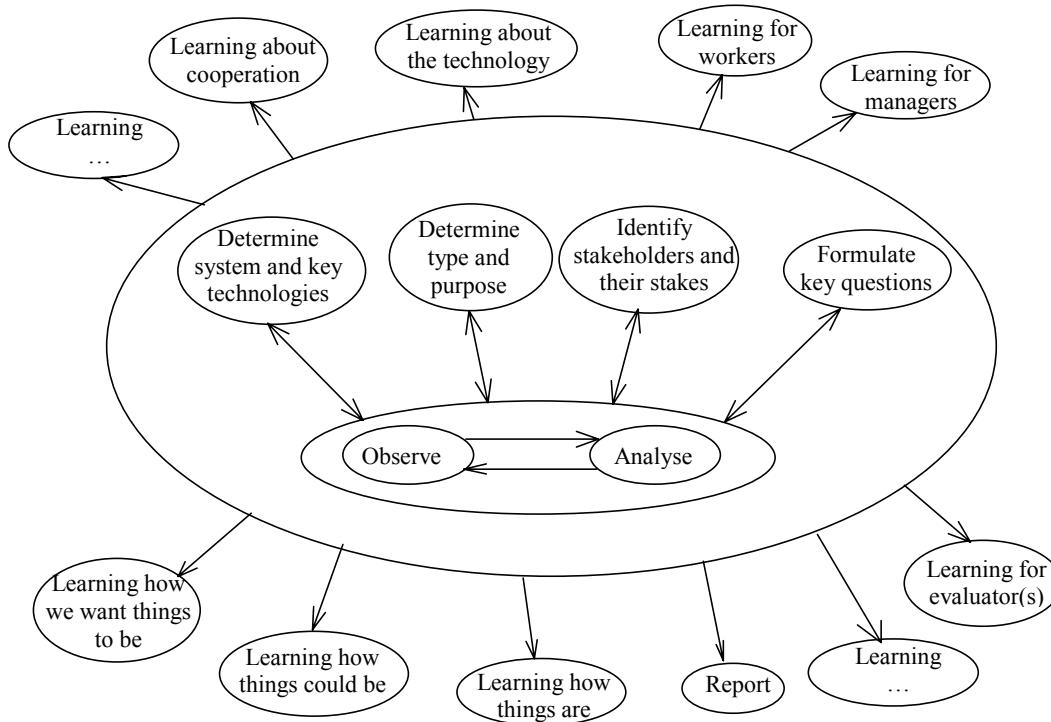 Learning about
cooperation
Learning about
the technology
Learning for
workers
Learning for
managers
Learning
…
Determine
system and key
technologies
Determine
type and
purpose
Identify
stakeholders and
their stakes
Formulate
key questions
Observe
Analyse
Learning how
we want things
to be
Learning how
things could be
Learning how
things are
Report
Learning
…
Learning for
evaluator(s)